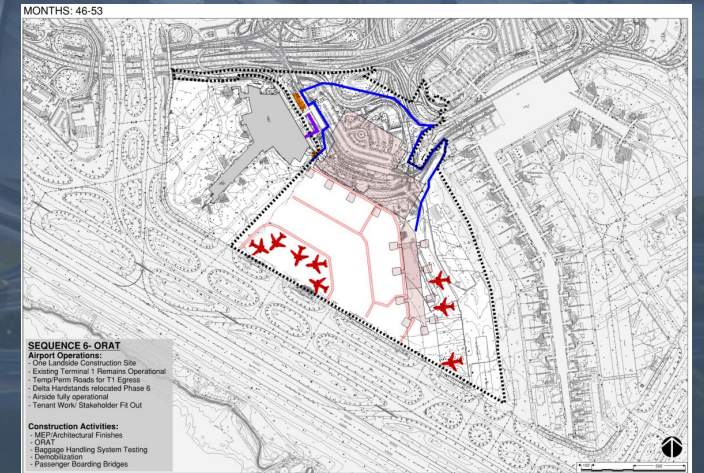 MONTHS: 46-53
SEQUENCE 6- ORAT
Airport Operations:
- One Landside Construction Site
- Existing Terminal 1 Remains Operational
- Temp/Perm Roads for T1 Egress
- Delta Hardstands relocated Phase 6
- Airside fully operational
- Tenant Work/ Stakeholder Fit Out
Construction Activities:
- MEP/Architectural Finishes
- ORAT
- Baggage Handling System Testing
- Demobilization
- Passenger Boarding Bridges